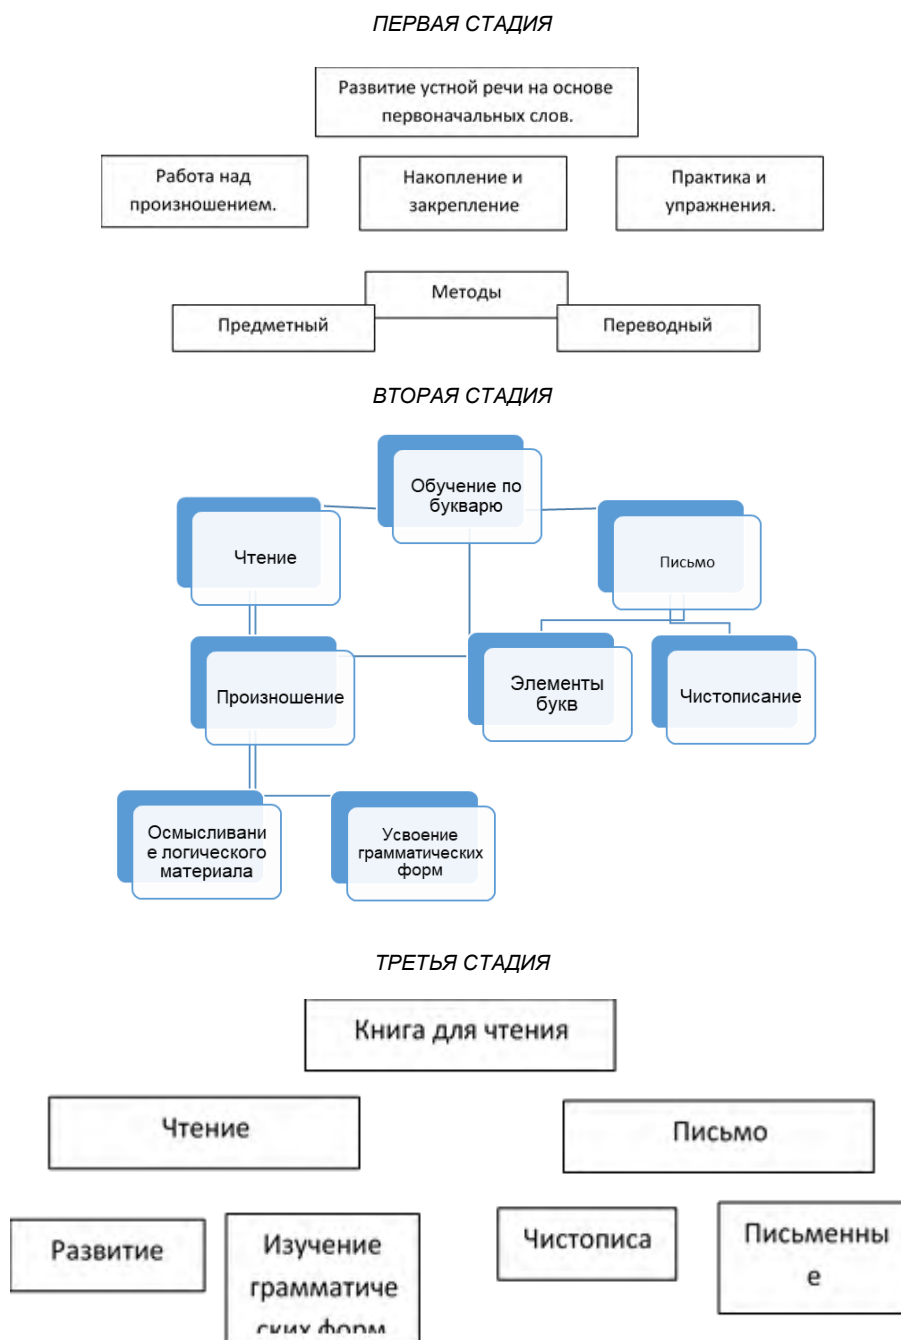 ПЕРВАЯ СТАДИЯ
Развитие устной речи на основе
первоначальных слов.
Работа над
произношением.
Накопление и
закрепление
Практика и
упражнения.
Методы
Предметный
Переводный
ВТОРАЯ СТАДИЯ
Обучение по
букварю
Чтение
Письмо
Произношение
Элементы
букв
Чистописание
Осмысливани
е логического
материала
Усвоение
грамматических
форм
ТРЕТЬЯ СТАДИЯ
Книга для чтения
Чтение
Письмо
Развитие
Изучение
грамматиче
ских форм
Чистописа
Письменны
е